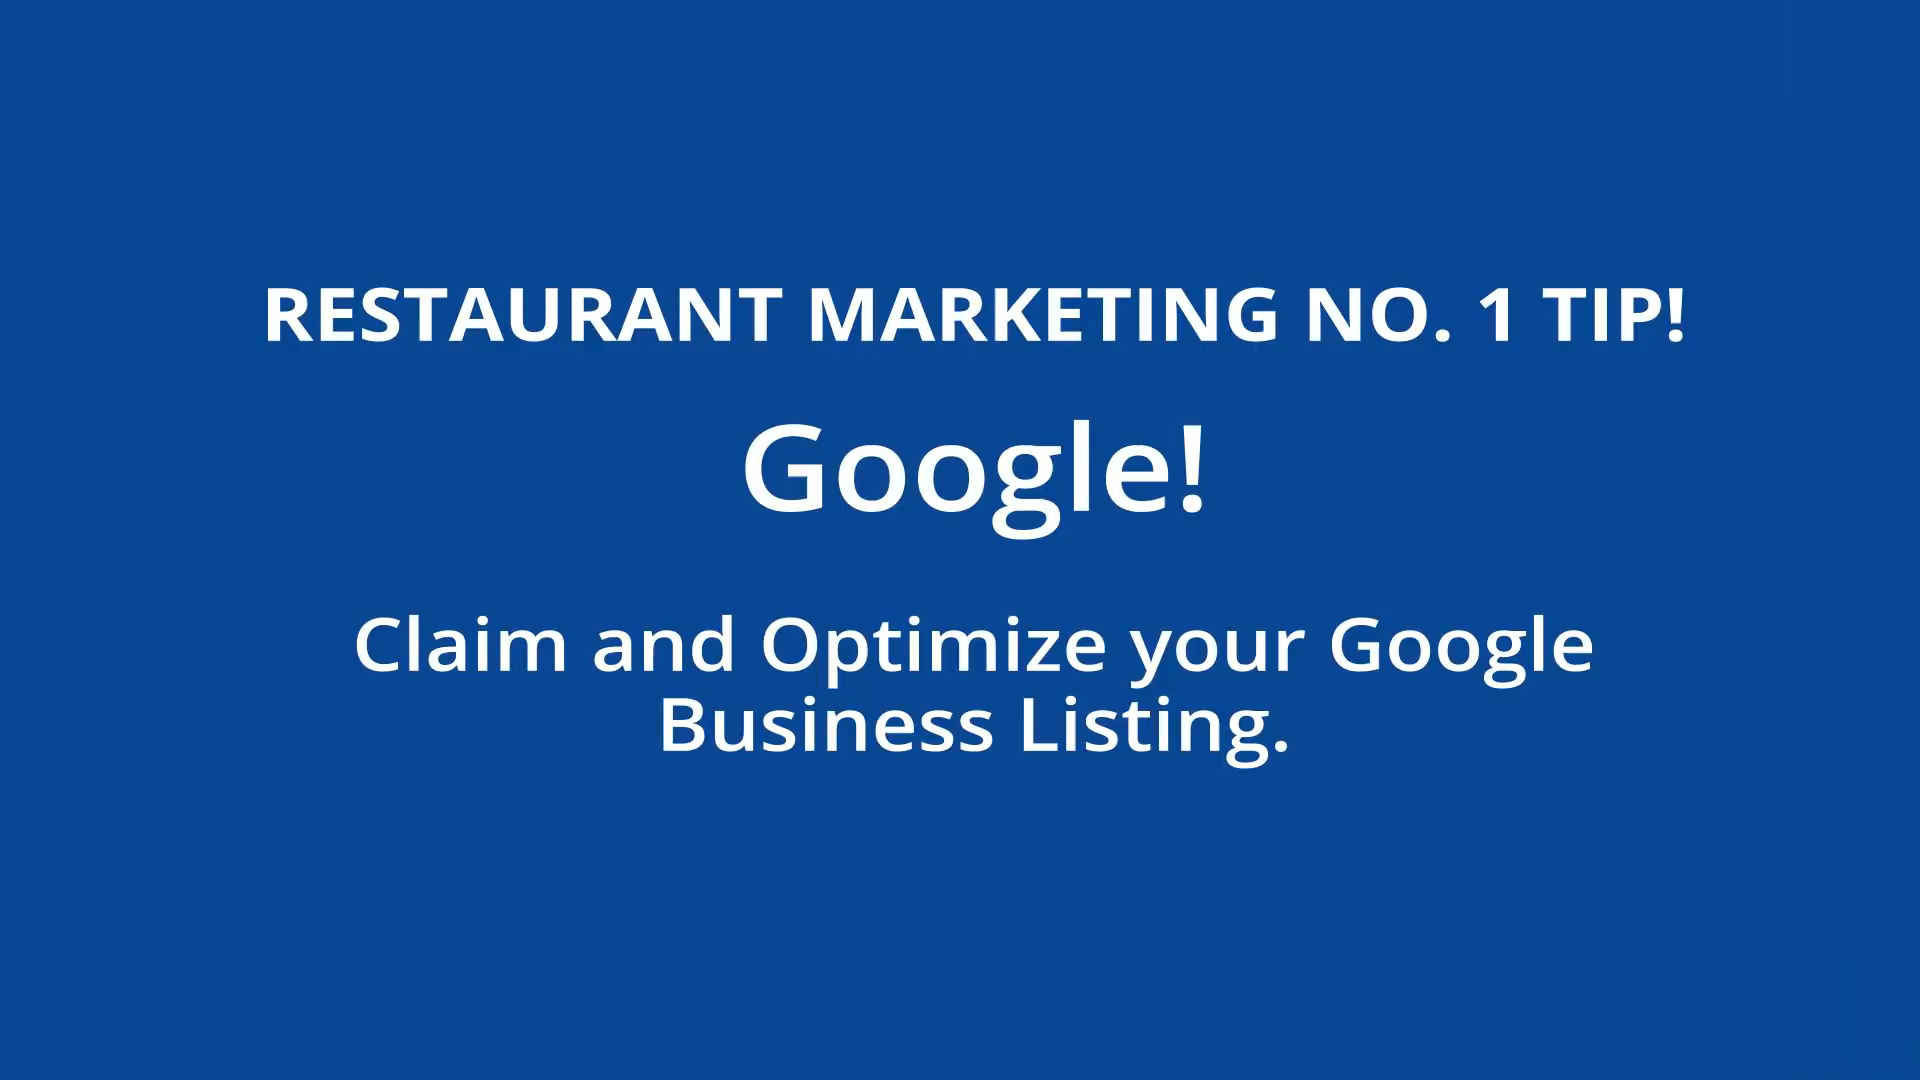 RESTAURANT MARKETING NO. 1 TIP!
Google!
Claim and Optimize your Google
Business Listing.